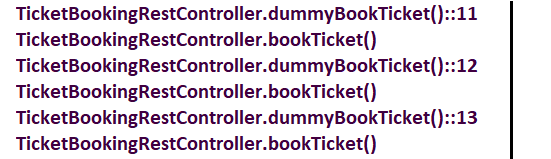 TicketBookingRestController.dummyBookTicket()::11
TicketBookingRestController.bookTicket()
TicketBookingRestController.dummyBookTicket()::12
TicketBookingRestController.bookTicket()
TicketBookingRestController.dummyBookTicket()::13
TicketBookingRestController.bookTicket()